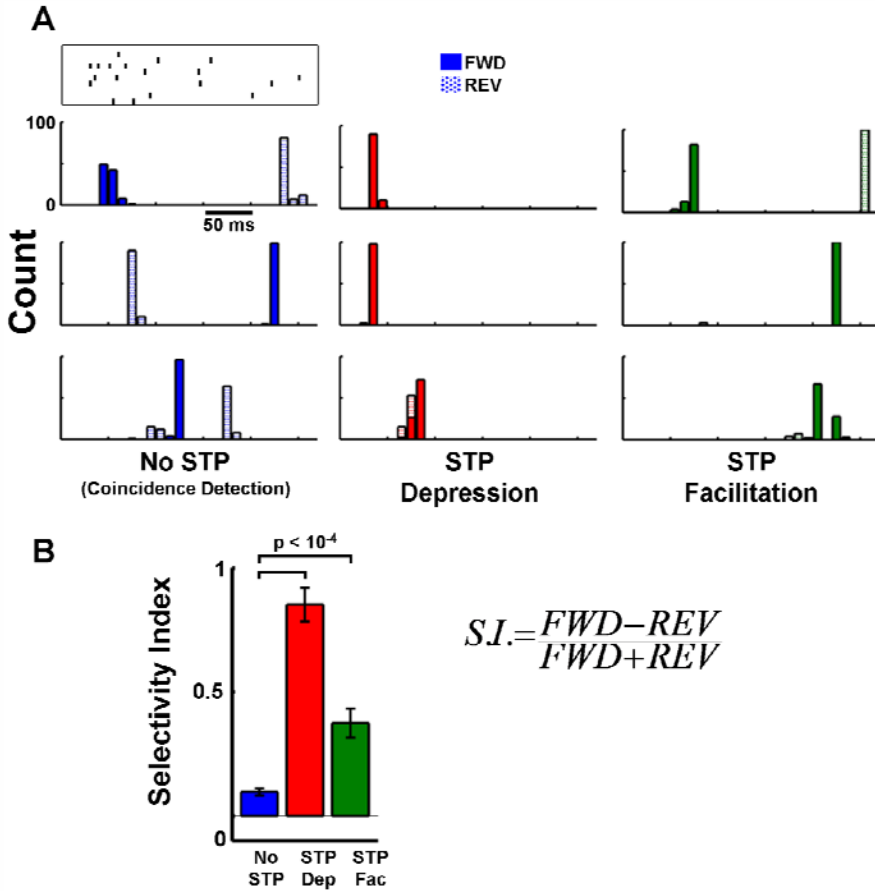 A
FWD
REV
100
0
50 ms
Count
No STP
(Coincidence Detection)
STP
Depression
STP
Facilitation
B
p < 10⁻⁴
1
0.5
0
Selectivity Index
No
STP
STP
Dep
STP
Fac
S.I.=FWD−REV
FWD+REV